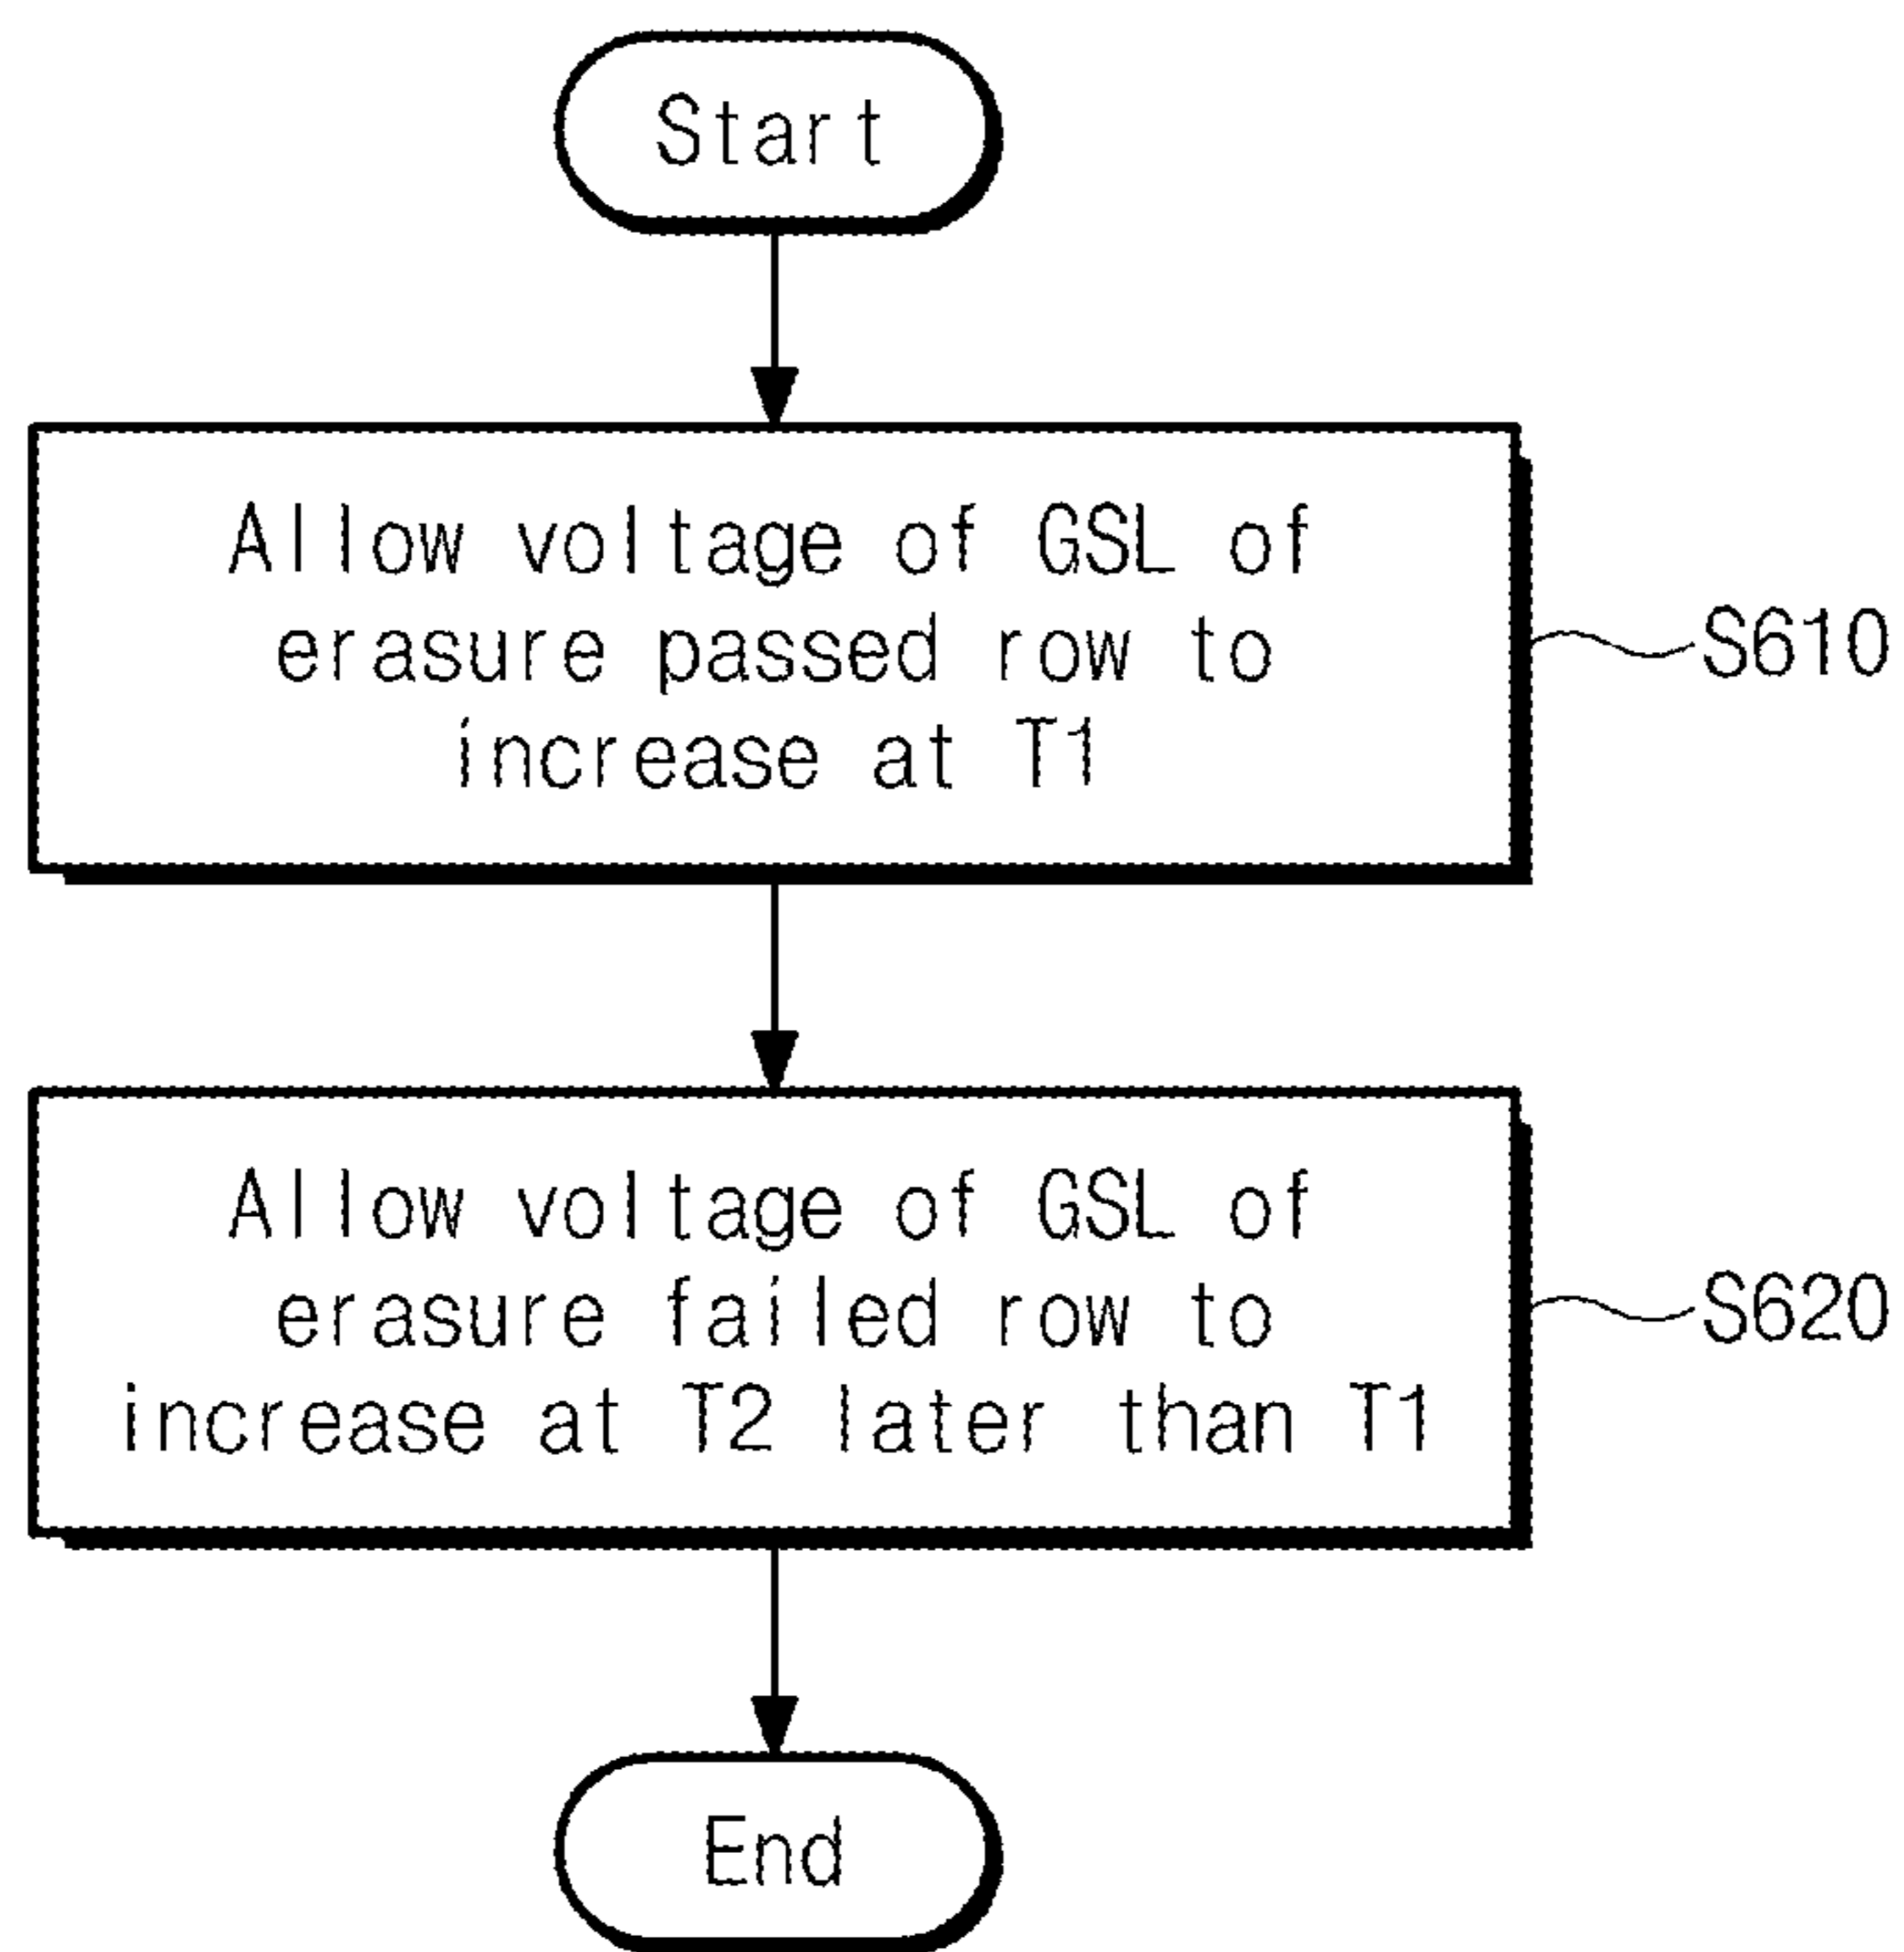 Start
Allow voltage of GSL of
erasure passed row to
increase at T1
S610
Allow voltage of GSL of
erasure failed row to
increase at T2 later than T1
S620
End